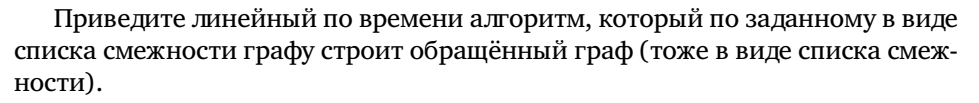 Приведите линейный по времени алгоритм, который по заданному в виде
списка смежности графу строит обращённый граф (тоже в виде списка смеж-
ности).